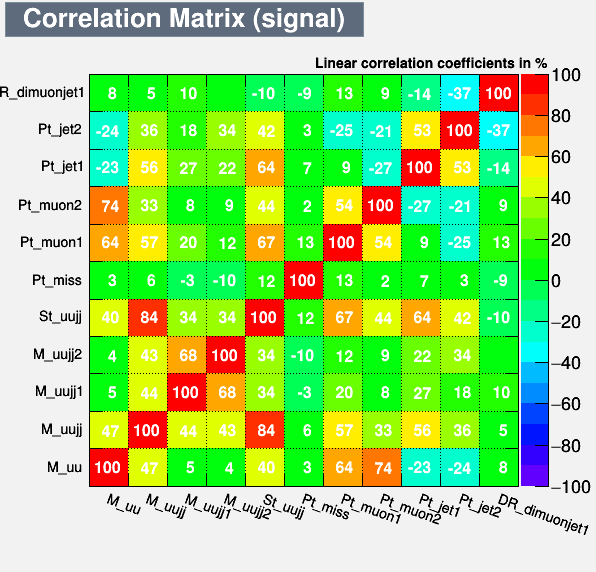 Correlation Matrix (signal)
Linear correlation coefficients in %
R_dimuonjet1 8 5 10 -10 -9 13 9 -14 -37 100
Pt_jet2 -24 36 18 34 42 3 -25 -21 53 100 -37
Pt_jet1 -23 56 27 22 64 7 9 -27 100 53 -14
Pt_muon2 74 33 8 9 44 2 54 100 -27 -21 9
Pt_muon1 64 57 20 12 67 13 100 54 9 -25 13
Pt_miss 3 6 -3 -10 12 100 13 2 7 3 -9
St_uujj 40 84 34 34 100 12 67 44 64 42 -10
M_uujj2 4 43 68 100 34 -10 12 9 22 34
M_uujj1 5 44 100 68 34 -3 20 8 27 18 10
M_uujj 47 100 44 43 84 6 57 33 56 36 5
M_uu 100 47 5 4 40 3 64 74 -23 -24 8
M_uu M_uujj M_uujj1 M_uujj2 St_uujj Pt_miss Pt_muon1 Pt_muon2 Pt_jet1 Pt_jet2 DR_dimuonjet1
100
80
60
40
20
0
−20
−40
−60
−80
−100